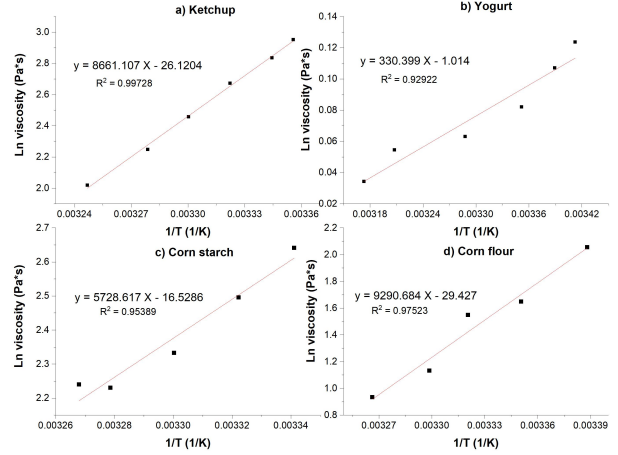 a) Ketchup
y = 8661.107 X - 26.1204
R² = 0.99728
Ln viscosity (Pa*s)
3.0
2.8
2.6
2.4
2.2
2.0
0.00324 0.00327 0.00330 0.00333 0.00336
1/T (1/K)
b) Yogurt
y = 330.399 X - 1.014
R² = 0.92922
Ln viscosity (Pa*s)
0.14
0.12
0.10
0.08
0.06
0.04
0.02
0.00318 0.00324 0.00330 0.00336 0.00342
1/T (1/K)
c) Corn starch
y = 5728.617 X - 16.5286
R² = 0.95389
Ln viscosity (Pa*s)
2.7
2.6
2.5
2.4
2.3
2.2
0.00326 0.00328 0.00330 0.00332 0.00334
1/T (1/K)
d) Corn flour
y = 9290.684 X - 29.427
R² = 0.97523
Ln viscosity (Pa*s)
2.2
2.0
1.8
1.6
1.4
1.2
1.0
0.8
0.00327 0.00330 0.00333 0.00336 0.00339
1/T (1/K)